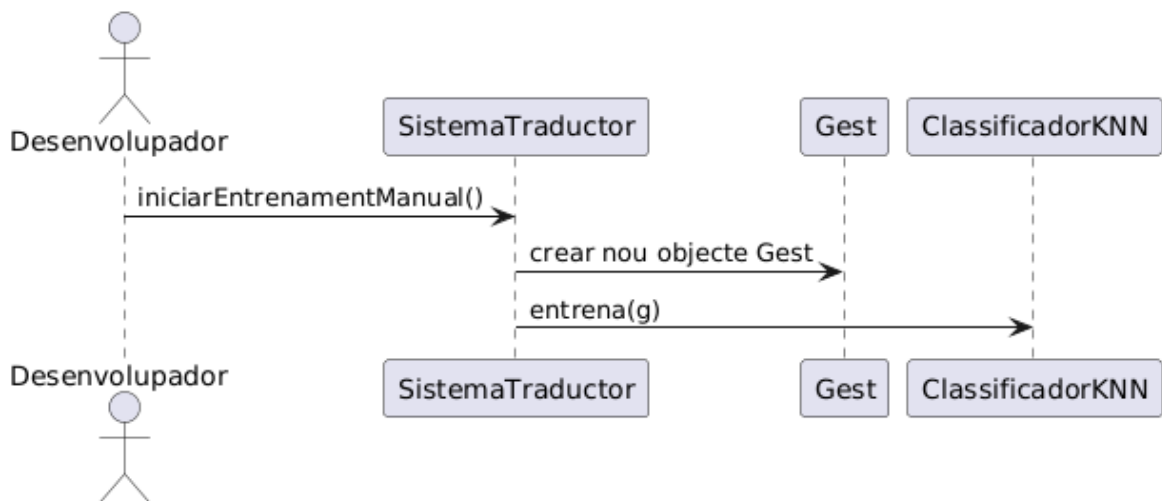 Desenvolupador
SistemaTraductor
Gest
ClassificadorKNN
iniciarEntrenamentManual()
crear nou objecte Gest
entrena(g)
Desenvolupador
SistemaTraductor
Gest
ClassificadorKNN